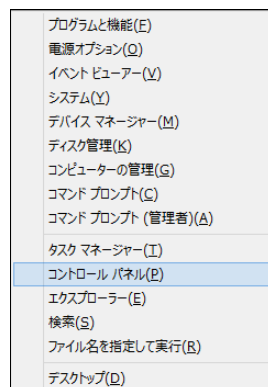 プログラムと機能(F)
電源オプション(O)
イベント ビューアー(V)
システム(Y)
デバイス マネージャー(M)
ディスク管理(K)
コンピューターの管理(G)
コマンド プロンプト(C)
コマンド プロンプト (管理者)(A)
タスク マネージャー(T)
コントロール パネル(P)
エクスプローラー(E)
検索(S)
ファイル名を指定して実行(R)
デスクトップ(D)